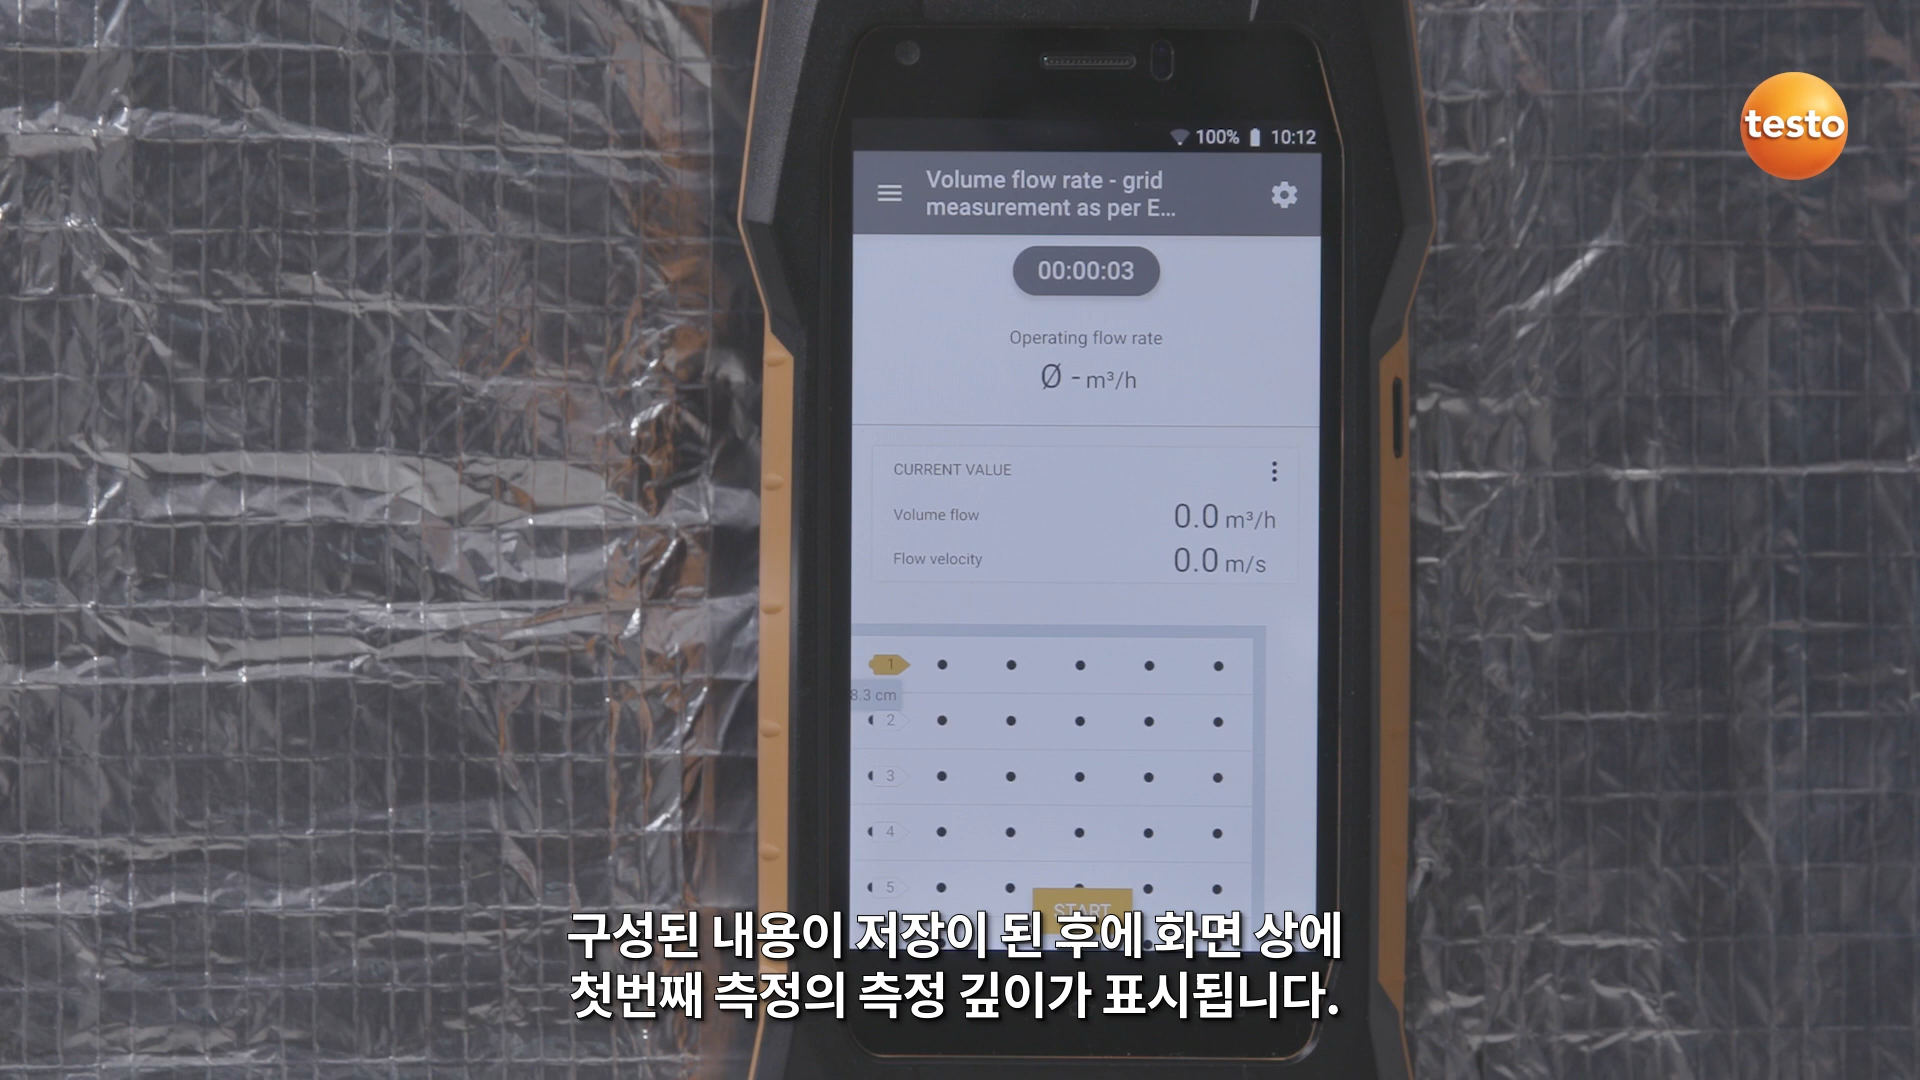 testo
100% 10:12
Volume flow rate - grid
measurement as per E...
00:00:03
Operating flow rate
Ø - m³/h
CURRENT VALUE
Volume flow 0.0 m³/h
Flow velocity 0.0 m/s
1
8.3 cm
2
3
4
5
START
구성된 내용이 저장이 된 후에 화면 상에
첫번째 측정의 측정 깊이가 표시됩니다.